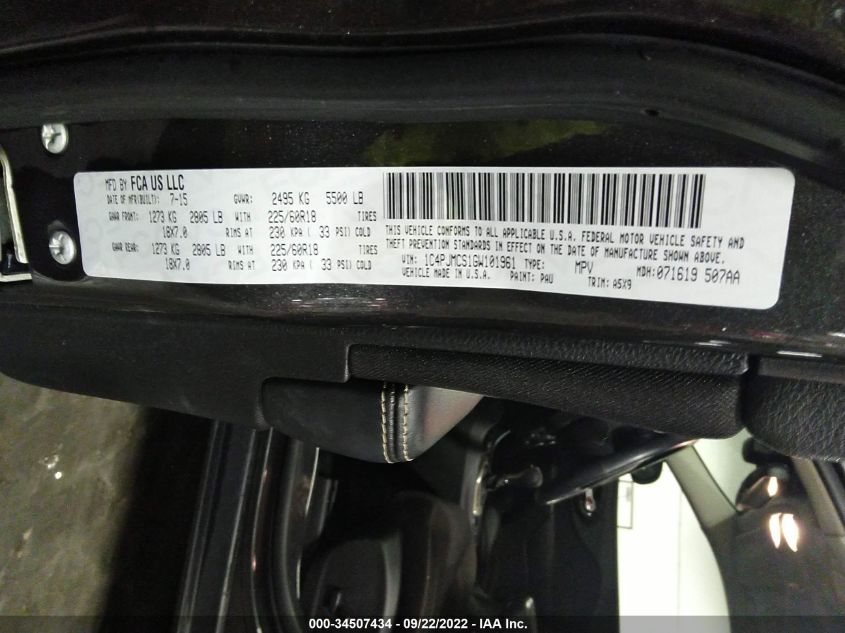 MFD BY FCA US LLC
DATE OF MFR(BUILT): 7-15 GVWR: 2495 KG 5500 LB
GAWR FRONT: 1273 KG 2805 LB WITH 225/60R18 TIRES
18X7.0 RIMS AT 230 KPA ( 33 PSI) COLD
GAWR REAR: 1273 KG 2805 LB WITH 225/60R18 TIRES
18X7.0 RIMS AT 230 KPA ( 33 PSI) COLD
THIS VEHICLE CONFORMS TO ALL APPLICABLE U.S.A. FEDERAL MOTOR VEHICLE SAFETY AND
THEFT PREVENTION STANDARDS IN EFFECT ON THE DATE OF MANUFACTURE SHOWN ABOVE.
VIN: 1C4PJMCS1GW101961 TYPE: MPV MDH: 071619 507AA
MADE IN U.S.A. PAINT: PAU TRIM: A5X9
000-34507434 - 09/22/2022 - IAA Inc.